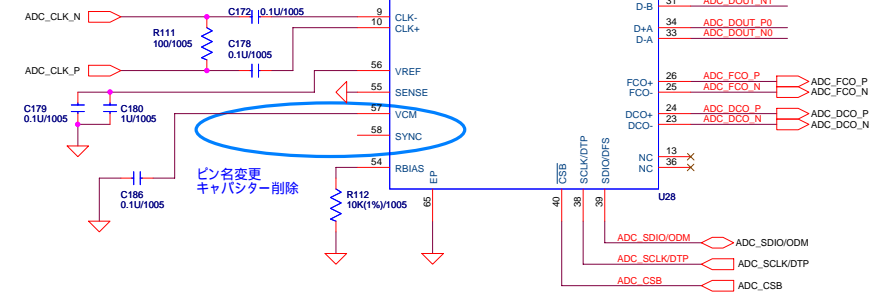 ADC_CLK_N
C172
0.1U/1005
9
CLK-
10
CLK+
R111
100/1005
C178
0.1U/1005
ADC_CLK_P
56
VREF
55
SENSE
C179
0.1U/1005
C180
1U/1005
57
VCM
58
SYNC
54
RBIAS
ピン名変更
キャパシター削除
C186
0.1U/1005
R112
10K(1%)/1005
EP
65
31
D-B
ADC_DOUT_N1
34
D+A
ADC_DOUT_P0
33
D-A
ADC_DOUT_N0
26
FCO+
ADC_FCO_P
ADC_FCO_P
25
FCO-
ADC_FCO_N
ADC_FCO_N
24
DCO+
ADC_DCO_P
ADC_DCO_P
23
DCO-
ADC_DCO_N
ADC_DCO_N
13
NC
36
NC
CSB
SCLK/DTP
SDIO/DFS
40
38
39
U28
ADC_SDIO/ODM
ADC_SDIO/ODM
ADC_SCLK/DTP
ADC_SCLK/DTP
ADC_CSB
ADC_CSB